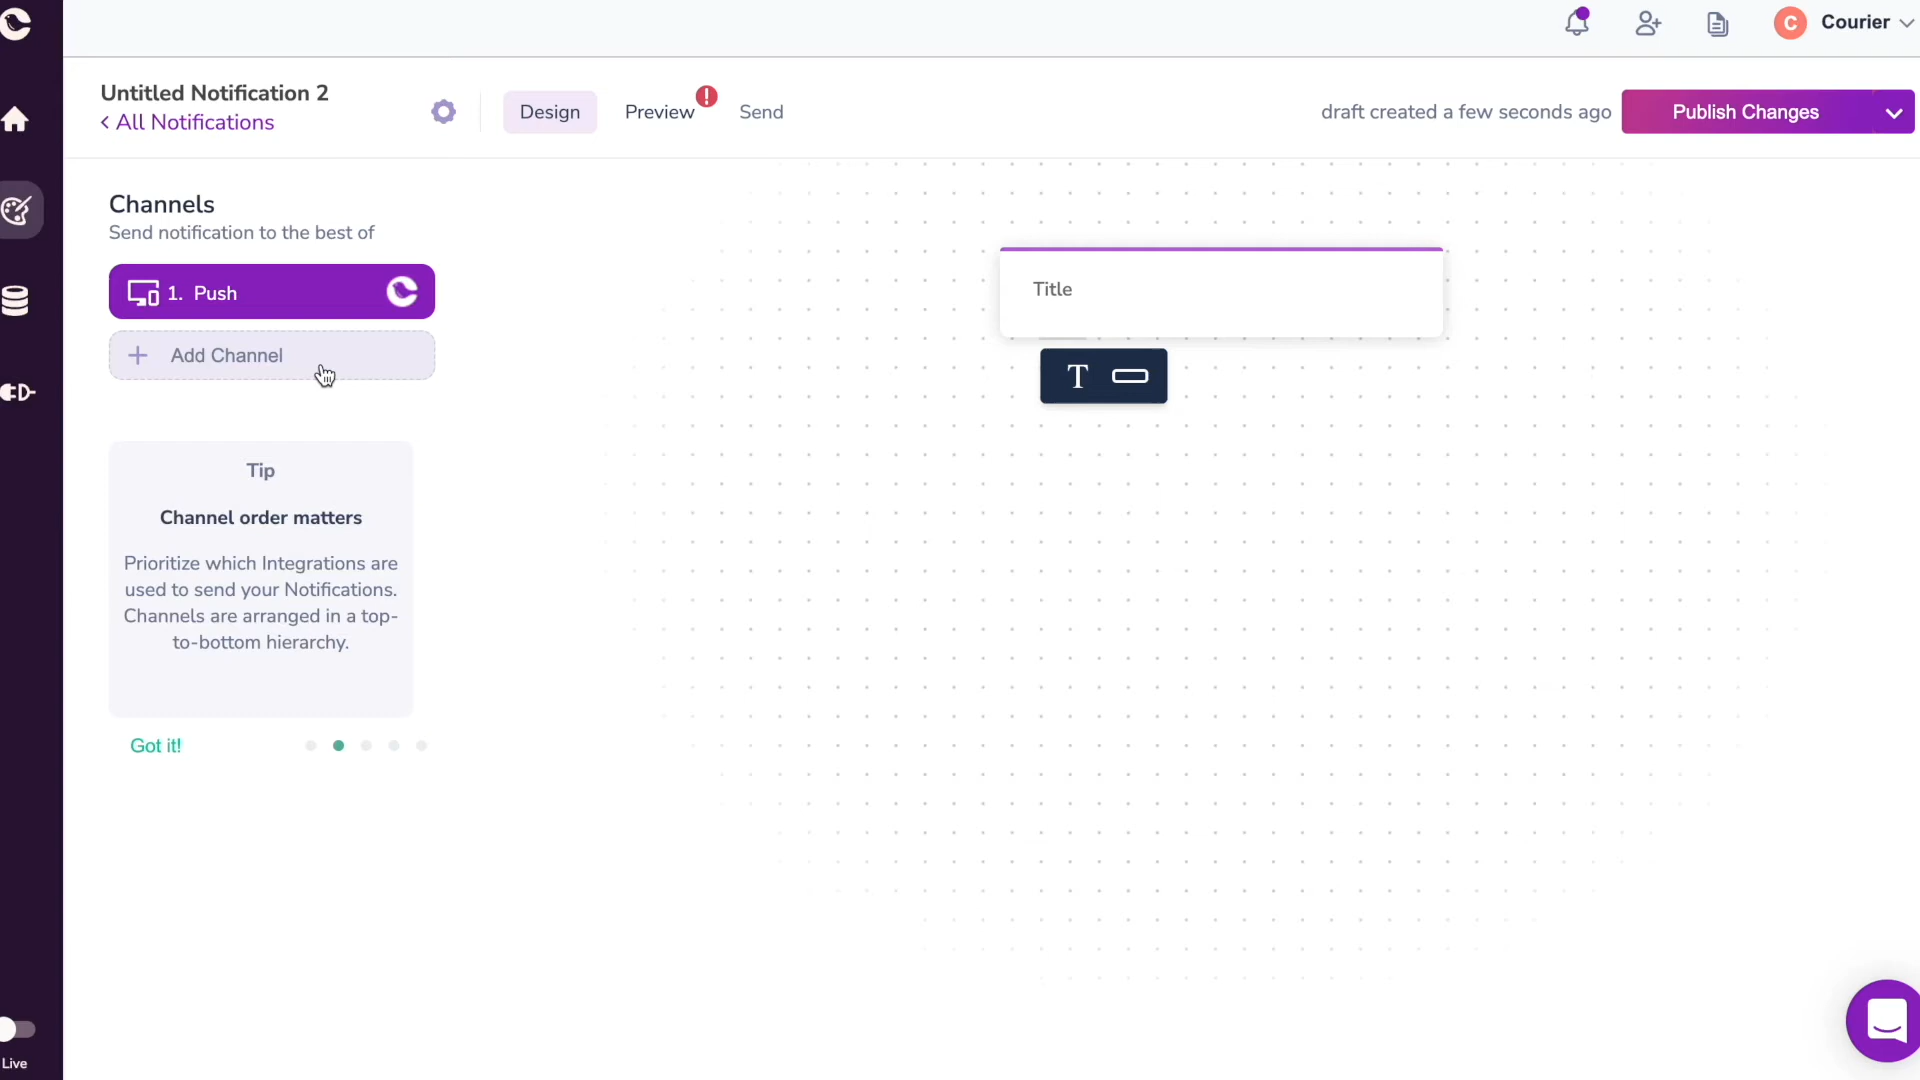 C
Courier
Untitled Notification 2
< All Notifications
Design
Preview
!
Send
draft created a few seconds ago
Publish Changes
Channels
Send notification to the best of
1. Push
Add Channel
Title
T
Tip
Channel order matters
Prioritize which Integrations are
used to send your Notifications.
Channels are arranged in a top-
to-bottom hierarchy.
Got it!
Live